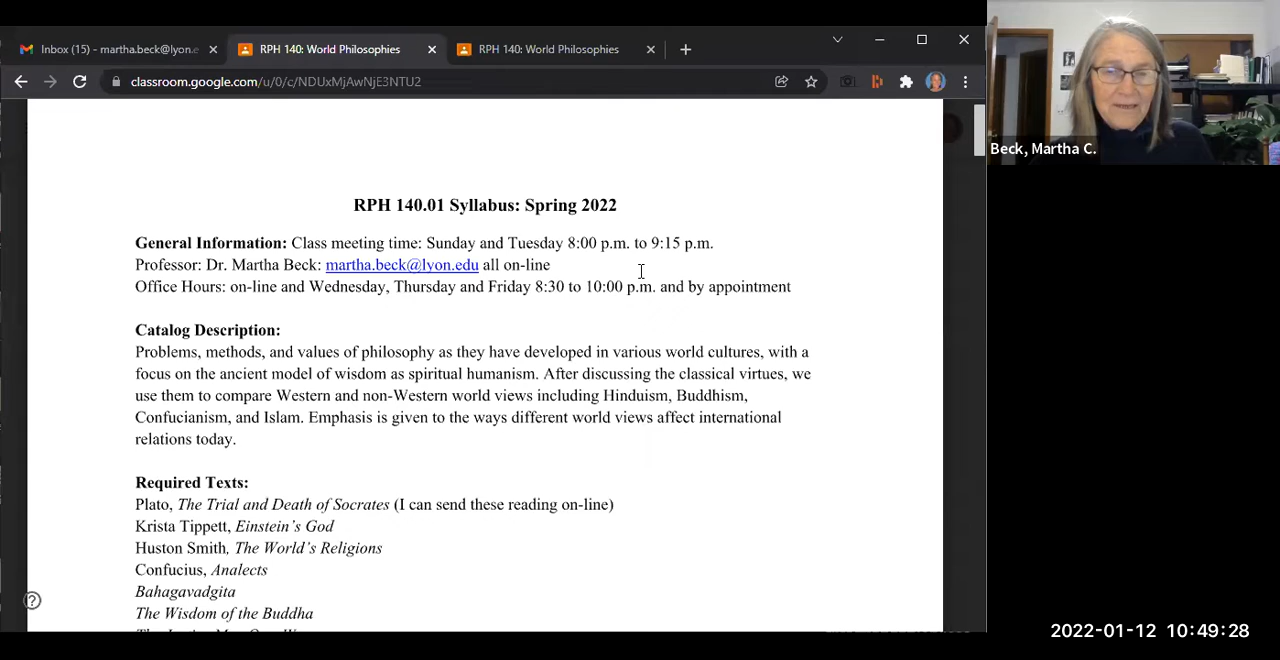 Inbox (15) - martha.beck@lyon.e
RPH 140: World Philosophies
RPH 140: World Philosophies
classroom.google.com/u/0/c/NDUxMjAwNjE3NTU2
Beck, Martha C.
RPH 140.01 Syllabus: Spring 2022
General Information: Class meeting time: Sunday and Tuesday 8:00 p.m. to 9:15 p.m.
Professor: Dr. Martha Beck: martha.beck@lyon.edu all on-line
Office Hours: on-line and Wednesday, Thursday and Friday 8:30 to 10:00 p.m. and by appointment
Catalog Description:
Problems, methods, and values of philosophy as they have developed in various world cultures, with a
focus on the ancient model of wisdom as spiritual humanism. After discussing the classical virtues, we
use them to compare Western and non-Western world views including Hinduism, Buddhism,
Confucianism, and Islam. Emphasis is given to the ways different world views affect international
relations today.
Required Texts:
Plato, The Trial and Death of Socrates (I can send these reading on-line)
Krista Tippett, Einstein's God
Huston Smith, The World's Religions
Confucius, Analects
Bahagavadgita
The Wisdom of the Buddha
2022-01-12 10:49:28